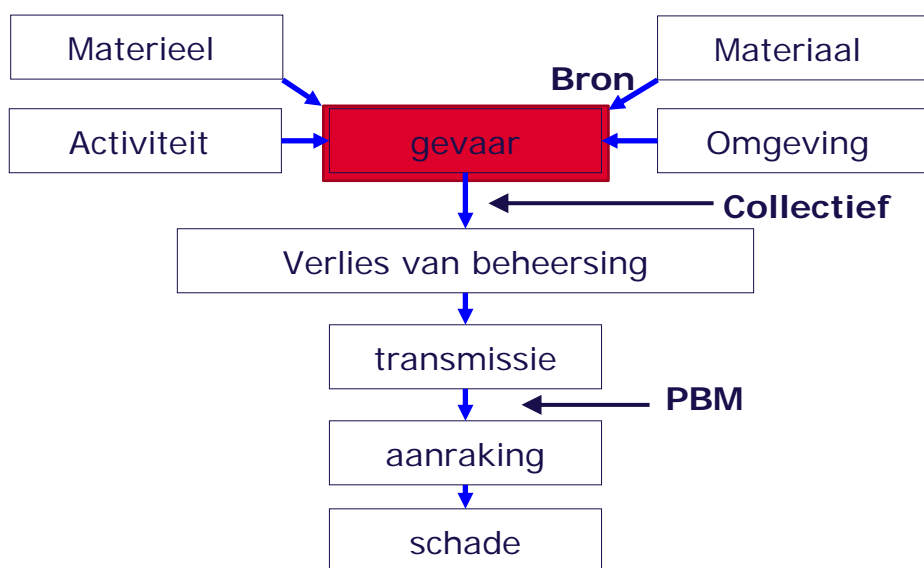 Materieel
Materiaal
Bron
Activiteit
gevaar
Omgeving
Collectief
Verlies van beheersing
transmissie
PBM
aanraking
schade